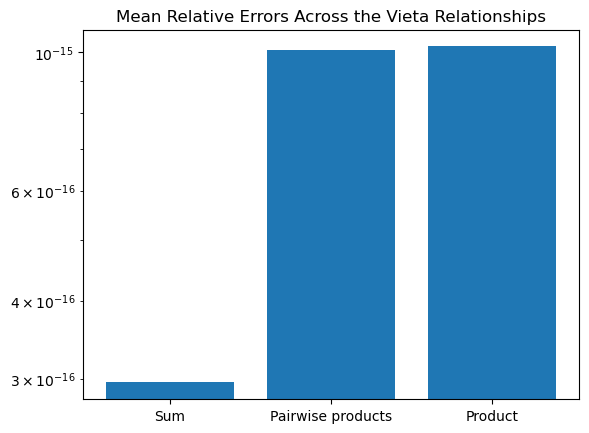 Mean Relative Errors Across the Vieta Relationships
10⁻¹⁵
6 × 10⁻¹⁶
4 × 10⁻¹⁶
3 × 10⁻¹⁶
Sum Pairwise products Product